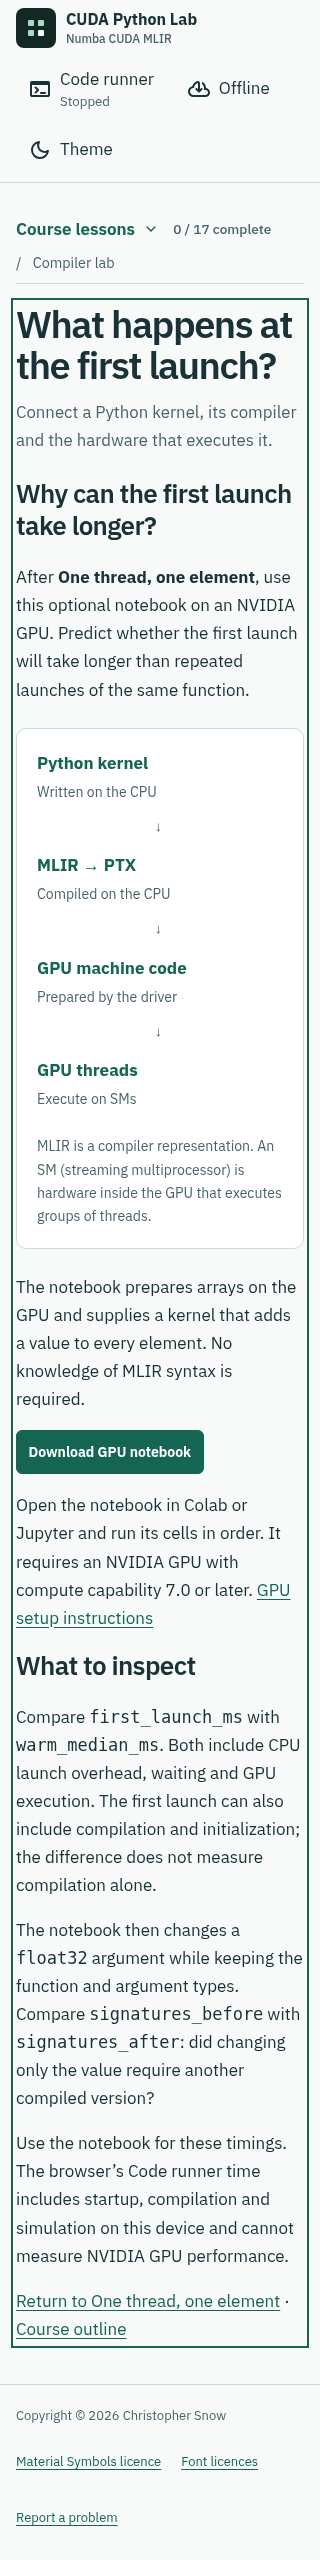 CUDA Python Lab
Numba CUDA MLIR
Code runner
Stopped
Offline
Theme
Course lessons
0 / 17 complete
/ Compiler lab
What happens at
the first launch?
Connect a Python kernel, its compiler
and the hardware that executes it.
Why can the first launch
take longer?
After One thread, one element, use
this optional notebook on an NVIDIA
GPU. Predict whether the first launch
will take longer than repeated
launches of the same function.
Python kernel
Written on the CPU
↓
MLIR → PTX
Compiled on the CPU
↓
GPU machine code
Prepared by the driver
↓
GPU threads
Execute on SMs
MLIR is a compiler representation. An
SM (streaming multiprocessor) is
hardware inside the GPU that executes
groups of threads.
The notebook prepares arrays on the
GPU and supplies a kernel that adds
a value to every element. No
knowledge of MLIR syntax is
required.
Download GPU notebook
Open the notebook in Colab or
Jupyter and run its cells in order. It
requires an NVIDIA GPU with
compute capability 7.0 or later. GPU
setup instructions
What to inspect
Compare first_launch_ms with
warm_median_ms. Both include CPU
launch overhead, waiting and GPU
execution. The first launch can also
include compilation and initialization;
the difference does not measure
compilation alone.
The notebook then changes a
float32 argument while keeping the
function and argument types.
Compare signatures_before with
signatures_after: did changing
only the value require another
compiled version?
Use the notebook for these timings.
The browser’s Code runner time
includes startup, compilation and
simulation on this device and cannot
measure NVIDIA GPU performance.
Return to One thread, one element ·
Course outline
Copyright © 2026 Christopher Snow
Material Symbols licence
Font licences
Report a problem